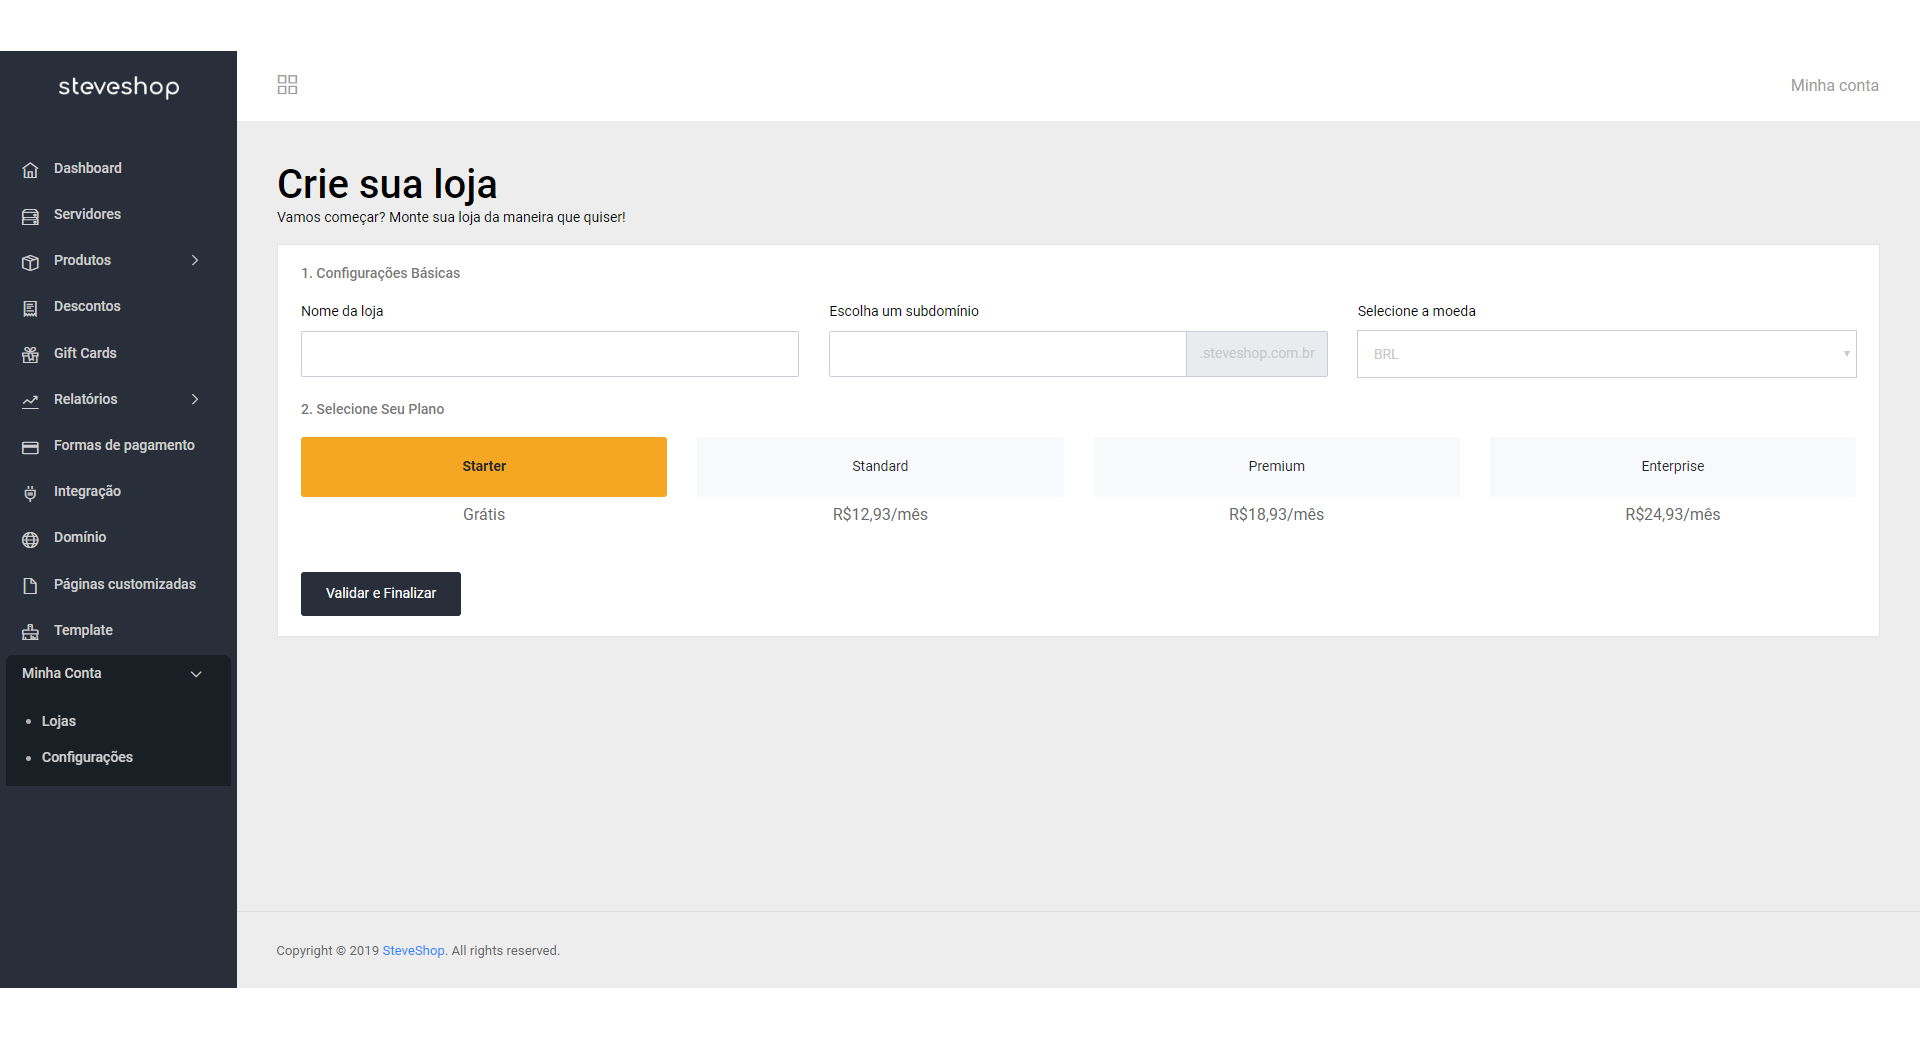 steveshop
Dashboard
Servidores
Produtos
Descontos
Gift Cards
Relatórios
Formas de pagamento
Integração
Domínio
Páginas customizadas
Template
Minha Conta
Lojas
Configurações
Minha conta
Crie sua loja
Vamos começar? Monte sua loja da maneira que quiser!
1. Configurações Básicas
Nome da loja
Escolha um subdomínio
.steveshop.com.br
Selecione a moeda
BRL
2. Selecione Seu Plano
Starter
Grátis
Standard
R$12,93/mês
Premium
R$18,93/mês
Enterprise
R$24,93/mês
Validar e Finalizar
Copyright © 2019 SteveShop. All rights reserved.